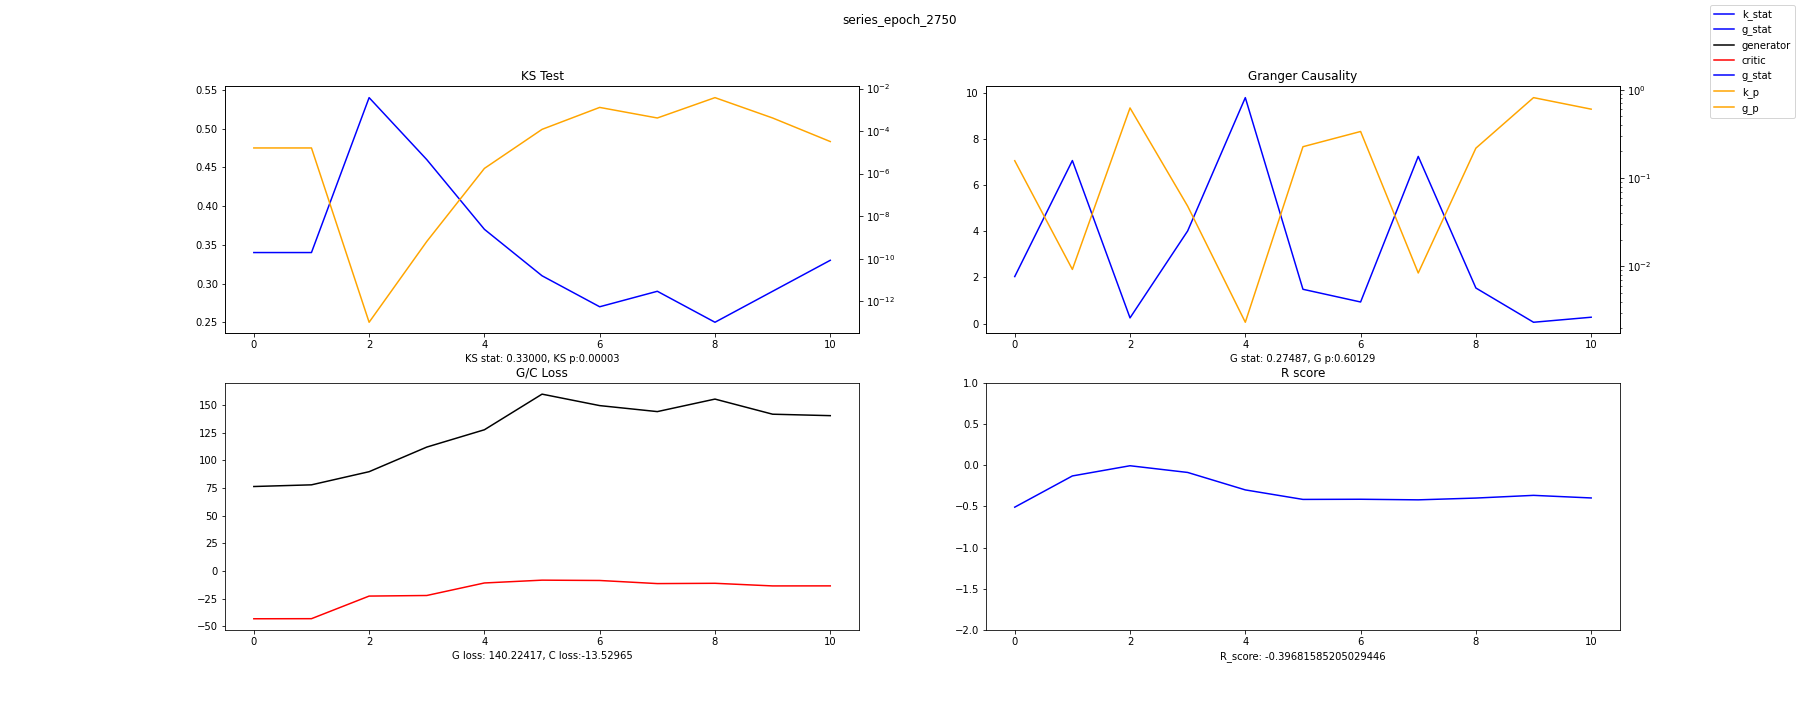 series_epoch_2750
k_stat
g_stat
generator
critic
g_stat
k_p
g_p
KS Test
0.55
0.50
0.45
0.40
0.35
0.30
0.25
10⁻²
10⁻⁴
10⁻⁶
10⁻⁸
10⁻¹⁰
10⁻¹²
0 2 4 6 8 10
KS stat: 0.33000, KS p:0.00003
Granger Causality
10
8
6
4
2
0
10⁰
10⁻¹
10⁻²
0 2 4 6 8 10
G stat: 0.27487, G p:0.60129
G/C Loss
150
125
100
75
50
25
0
−25
−50
0 2 4 6 8 10
G loss: 140.22417, C loss:-13.52965
R score
1.0
0.5
0.0
−0.5
−1.0
−1.5
−2.0
0 2 4 6 8 10
R_score: -0.39681585205029446